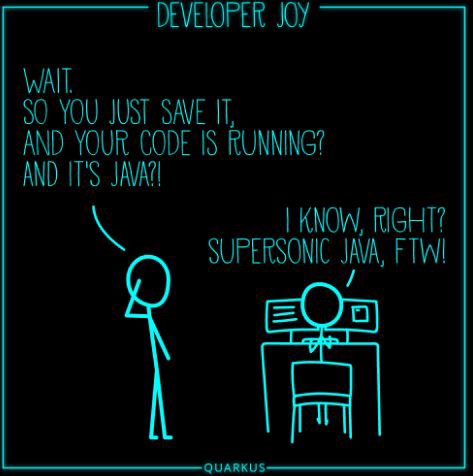 DEVELOPER JOY
WAIT.
SO YOU JUST SAVE IT,
AND YOUR CODE IS RUNNING?
AND IT'S JAVA?!
I KNOW, RIGHT?
SUPERSONIC JAVA, FTW!
QUARKUS